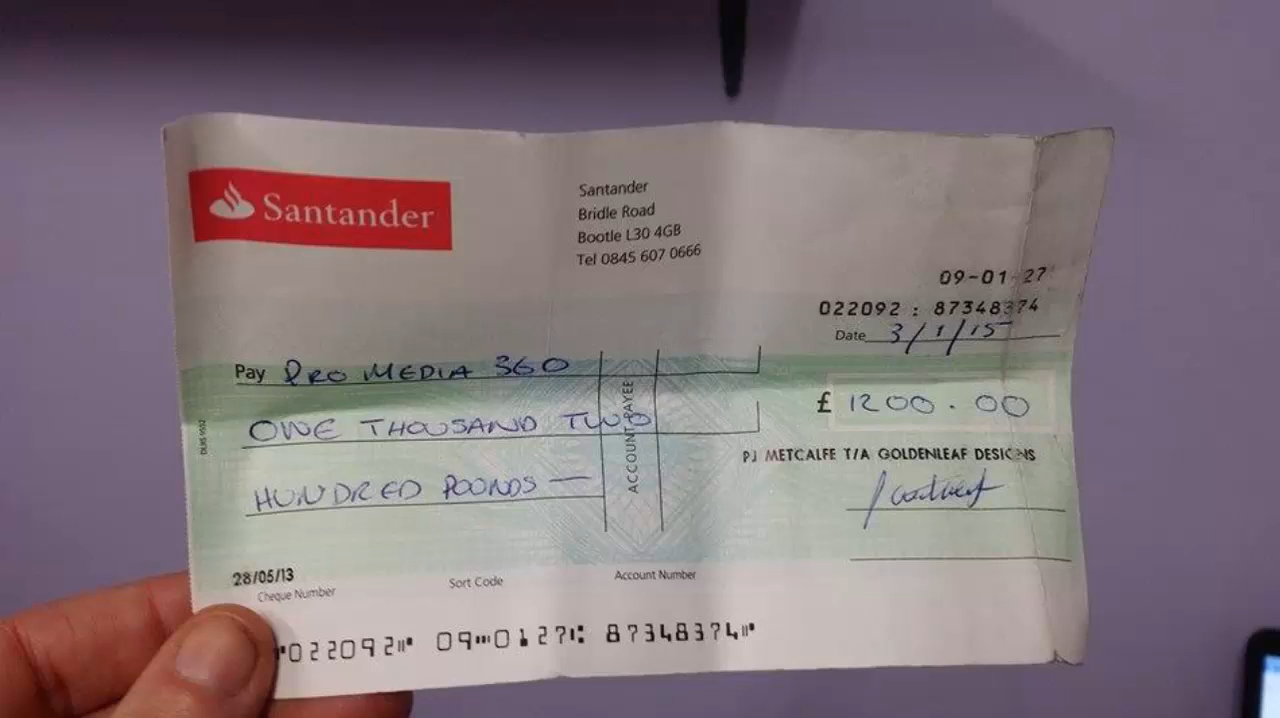 Santander
Santander
Bridle Road
Bootle L30 4GB
Tel 0845 607 0666
09-01-27
022092 : 87348374
Date 3/1/15
Pay PRO MEDIA 360
£ 1200.00
ONE THOUSAND TWO
HUNDRED POUNDS —
ACCOUNT PAYEE
PJ METCALFE T/A GOLDENLEAF DESIGNS
28/05/13
Cheque Number
Sort Code
Account Number
⑈022092⑈ 09⑉0127⑆ 87348374⑈